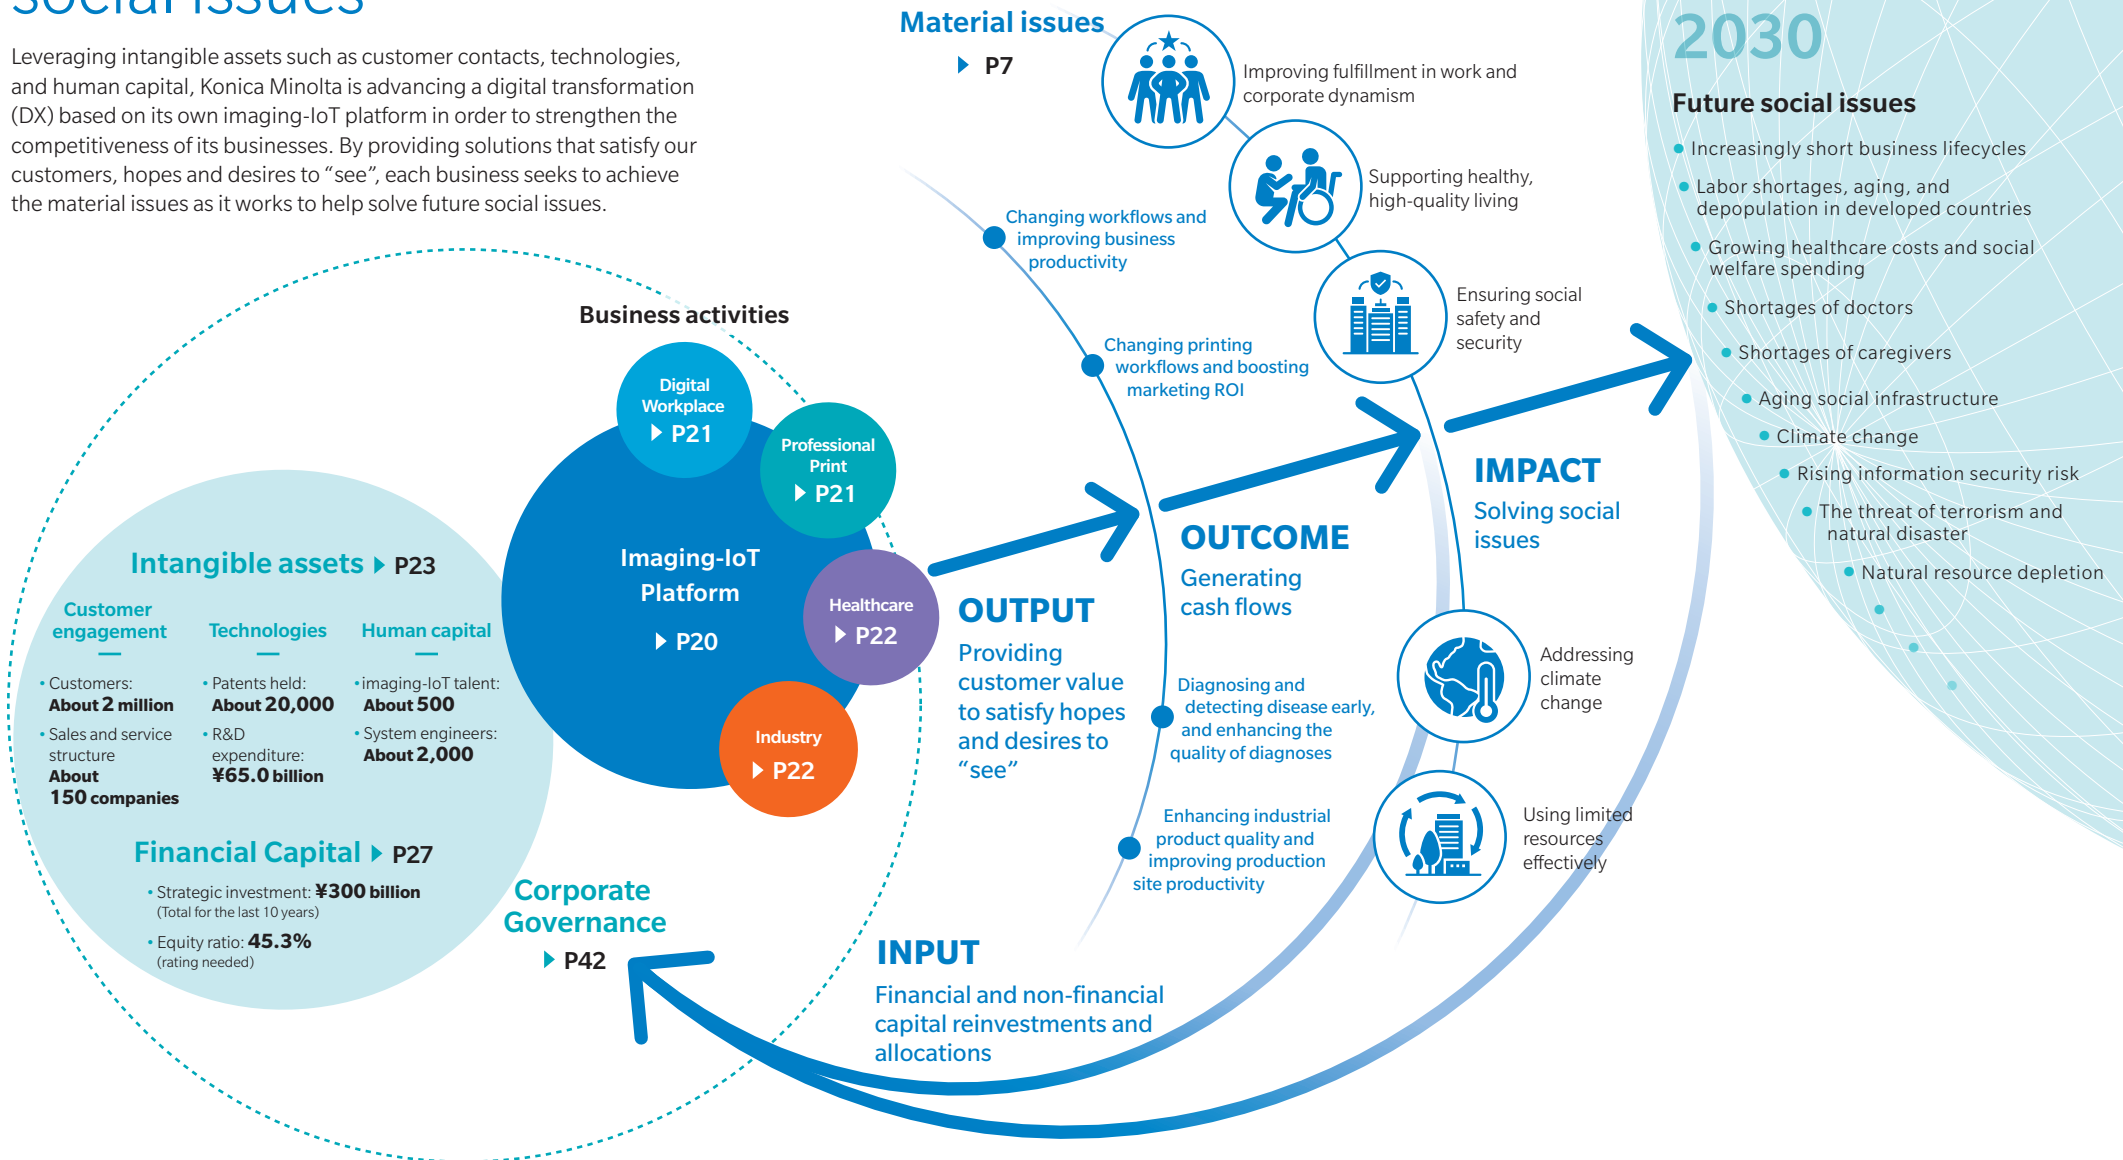 social issues
Leveraging intangible assets such as customer contacts, technologies,
and human capital, Konica Minolta is advancing a digital transformation
(DX) based on its own imaging-IoT platform in order to strengthen the
competitiveness of its businesses. By providing solutions that satisfy our
customers, hopes and desires to “see”, each business seeks to achieve
the material issues as it works to help solve future social issues.
Business activities
Digital
Workplace
P21
Professional
Print
P21
Healthcare
P22
Industry
P22
Imaging-IoT
Platform
P20
Intangible assets P23
Customer
engagement
• Customers:
About 2 million
• Sales and service
structure
About
150 companies
Technologies
• Patents held:
About 20,000
• R&D
expenditure:
¥65.0 billion
Human capital
• imaging-IoT talent:
About 500
• System engineers:
About 2,000
Financial Capital P27
• Strategic investment: ¥300 billion
(Total for the last 10 years)
• Equity ratio: 45.3%
(rating needed)
Corporate
Governance
P42
INPUT
Financial and non-financial
capital reinvestments and
allocations
OUTPUT
Providing
customer value
to satisfy hopes
and desires to
“see”
Changing workflows and
improving business
productivity
Changing printing
workflows and boosting
marketing ROI
Diagnosing and
detecting disease early,
and enhancing the
quality of diagnoses
Enhancing industrial
product quality and
improving production
site productivity
OUTCOME
Generating
cash flows
Material issues
P7
Improving fulfillment in work and
corporate dynamism
Supporting healthy,
high-quality living
Ensuring social
safety and
security
IMPACT
Solving social
issues
Addressing
climate
change
Using limited
resources
effectively
2030
Future social issues
• Increasingly short business lifecycles
• Labor shortages, aging, and
depopulation in developed countries
• Growing healthcare costs and social
welfare spending
• Shortages of doctors
• Shortages of caregivers
• Aging social infrastructure
• Climate change
• Rising information security risk
• The threat of terrorism and
natural disaster
• Natural resource depletion